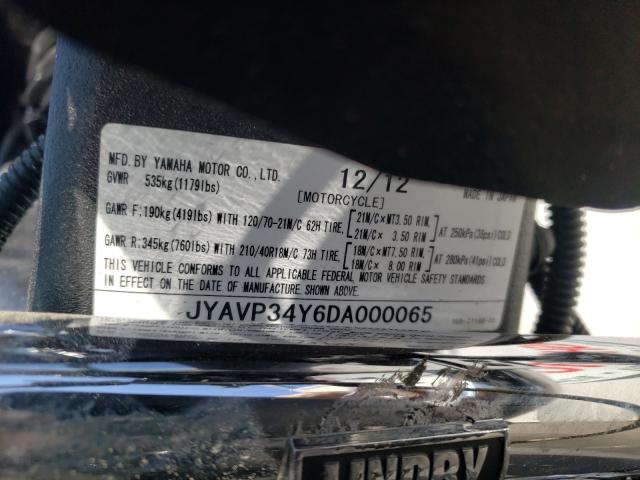 MFD. BY YAMAHA MOTOR CO., LTD. 12/12 MADE IN JAPAN
GVWR 535kg(1179lbs) [MOTORCYCLE]
GAWR F:190kg(419lbs) WITH 120/70-21M/C 62H TIRE, [21M/C×MT3.50 RIM, 21M/C× 3.50 RIM] AT 250kPa(36psi)COLD
GAWR R:345kg(760lbs) WITH 210/40R18M/C 73H TIRE, [18M/C×MT7.50 RIM, 18M/C× 8.00 RIM] AT 280kPa(41psi)COLD
THIS VEHICLE CONFORMS TO ALL APPLICABLE FEDERAL MOTOR VEHICLE SAFETY STANDARDS
IN EFFECT ON THE DATE OF MANUFACTURE SHOWN ABOVE.
JYAVP34Y6DA000065
LINDBY